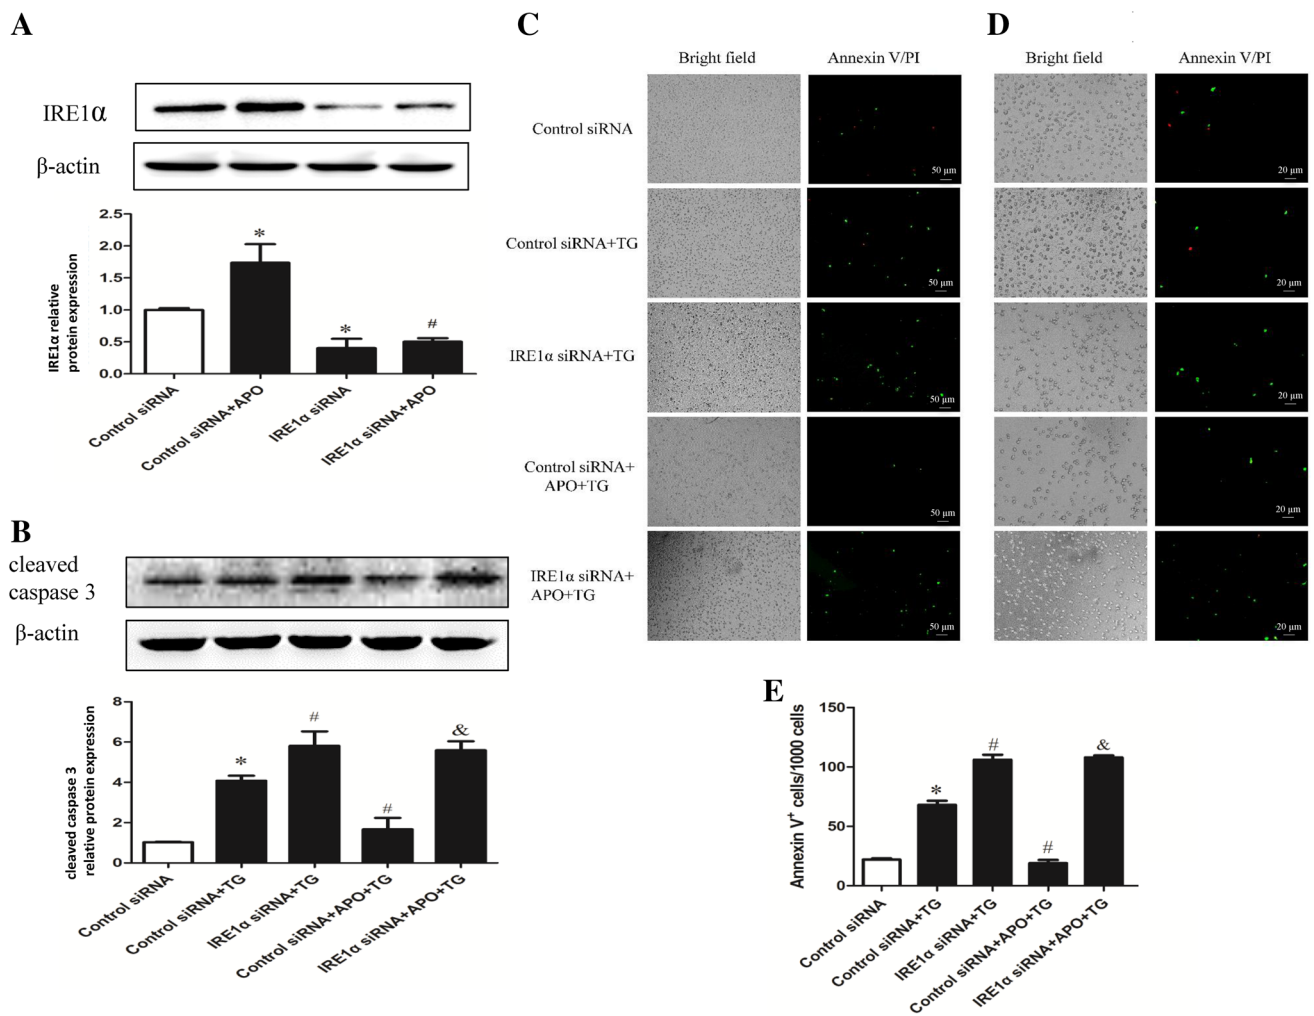 A
IRE1α
β-actin
2.5
2.0
1.5
1.0
0.5
0.0
IRE1α relative
protein expression
*
*
#
Control siRNA
Control siRNA+APO
IRE1α siRNA
IRE1α siRNA+APO
B
cleaved
caspase 3
β-actin
8
6
4
2
0
cleaved caspase 3
relative protein expression
*
#
#
&
Control siRNA
Control siRNA+TG
IRE1α siRNA+TG
Control siRNA+APO+TG
IRE1α siRNA+APO+TG
C
Bright field
Annexin V/PI
Control siRNA
50 μm
Control siRNA+TG
50 μm
IRE1α siRNA+TG
50 μm
Control siRNA+
APO+TG
50 μm
IRE1α siRNA+
APO+TG
50 μm
D
Bright field
Annexin V/PI
20 μm
20 μm
20 μm
20 μm
20 μm
E
150
100
50
0
Annexin V⁺ cells/1000 cells
*
#
#
&
Control siRNA
Control siRNA+TG
IRE1α siRNA+TG
Control siRNA+APO+TG
IRE1α siRNA+APO+TG